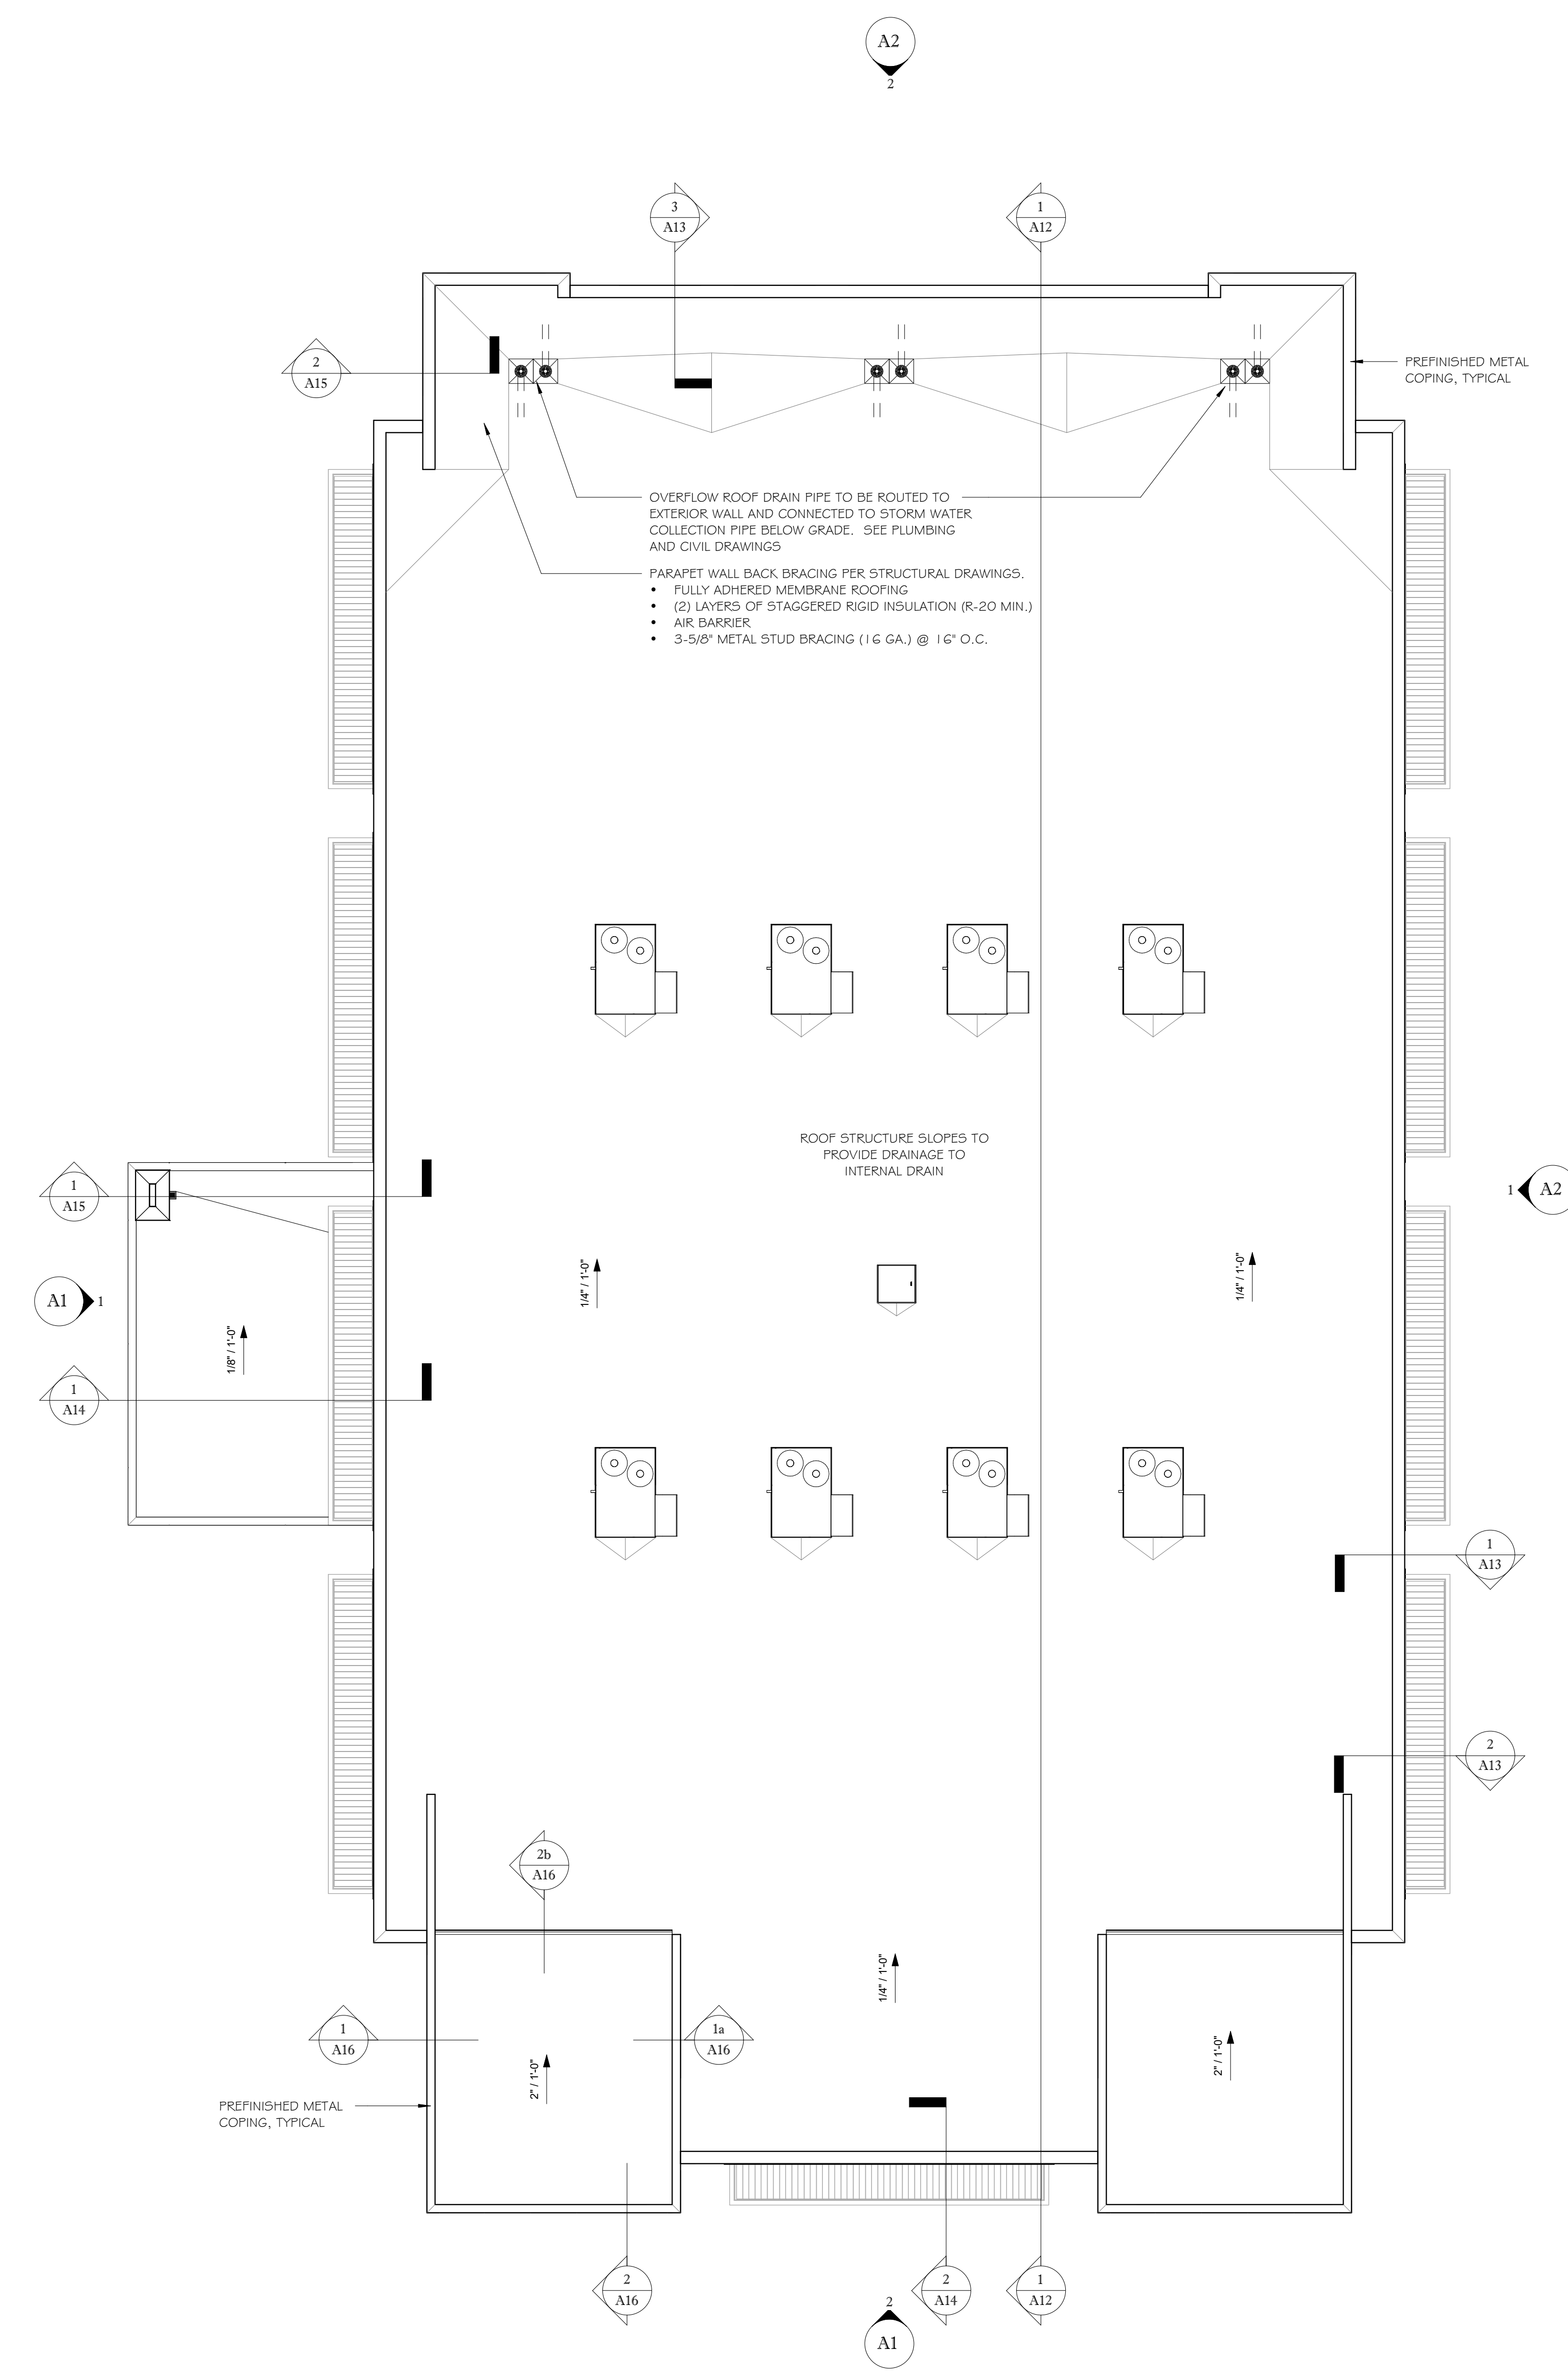 A2
2
3
A13
1
A12
2
A15
PREFINISHED METAL
COPING, TYPICAL
OVERFLOW ROOF DRAIN PIPE TO BE ROUTED TO
EXTERIOR WALL AND CONNECTED TO STORM WATER
COLLECTION PIPE BELOW GRADE. SEE PLUMBING
AND CIVIL DRAWINGS
PARAPET WALL BACK BRACING PER STRUCTURAL DRAWINGS.
• FULLY ADHERED MEMBRANE ROOFING
• (2) LAYERS OF STAGGERED RIGID INSULATION (R-20 MIN.)
• AIR BARRIER
• 3-5/8" METAL STUD BRACING (16 GA.) @ 16" O.C.
ROOF STRUCTURE SLOPES TO
PROVIDE DRAINAGE TO
INTERNAL DRAIN
1
A15
1 A2
1/4" / 1'-0"
1/4" / 1'-0"
A1 1
1/8" / 1'-0"
1
A14
1
A13
2
A13
2b
A16
1/4" / 1'-0"
1
A16
1a
A16
2" / 1'-0"
2" / 1'-0"
PREFINISHED METAL
COPING, TYPICAL
2
A16
2
A14
1
A12
2
A1